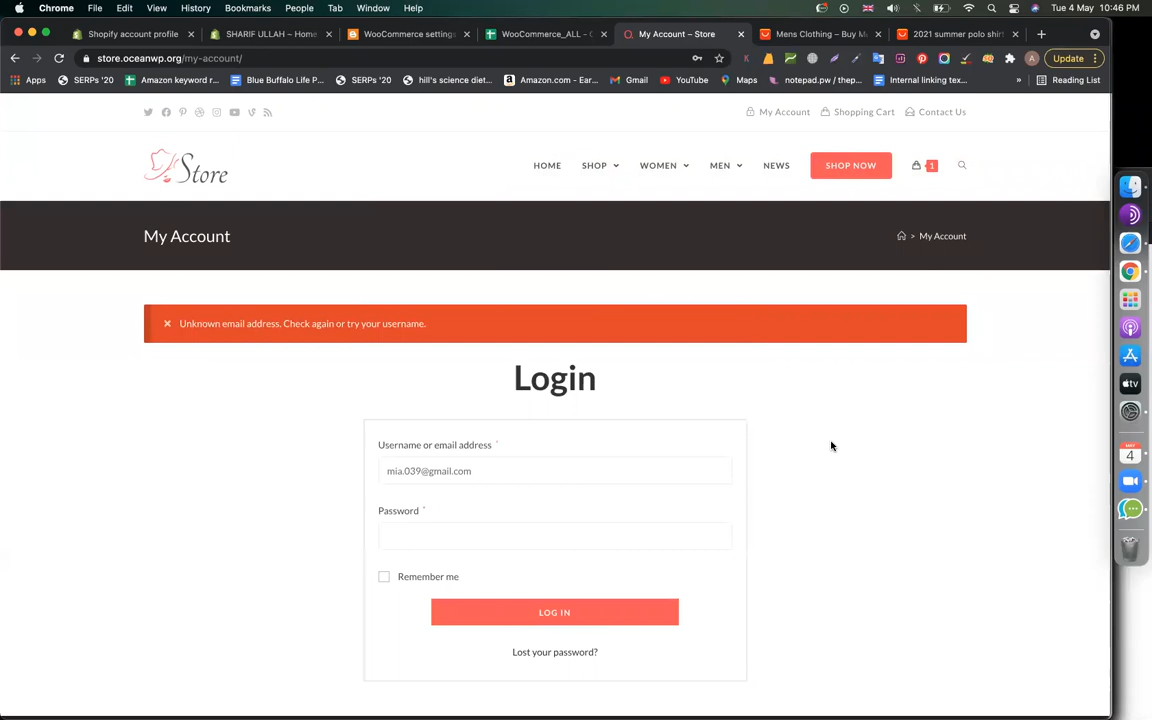 Chrome File Edit View History Bookmarks People Tab Window Help Tue 4 May 10:46 PM
Shopify account profile SHARIF ULLAH ~ Home WooCommerce settings WooCommerce_ALL - G My Account – Store Mens Clothing – Buy M 2021 summer polo shirt
store.oceanwp.org/my-account/ A Update
Apps SERPs '20 Amazon keyword r... Blue Buffalo Life P... SERPs '20 hill's science diet... Amazon.com - Ear... Gmail YouTube Maps notepad.pw / thep... Internal linking tex... » Reading List
My Account Shopping Cart Contact Us
Store HOME SHOP WOMEN MEN NEWS SHOP NOW 1
My Account > My Account
× Unknown email address. Check again or try your username.
Login
Username or email address *
mia.039@gmail.com
Password *
Remember me
LOG IN
Lost your password?
tv
MAY
4